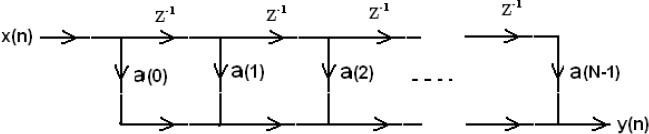 Z⁻¹ Z⁻¹ Z⁻¹ Z⁻¹
x(n)
a(0) a(1) a(2) a(N-1)
y(n)